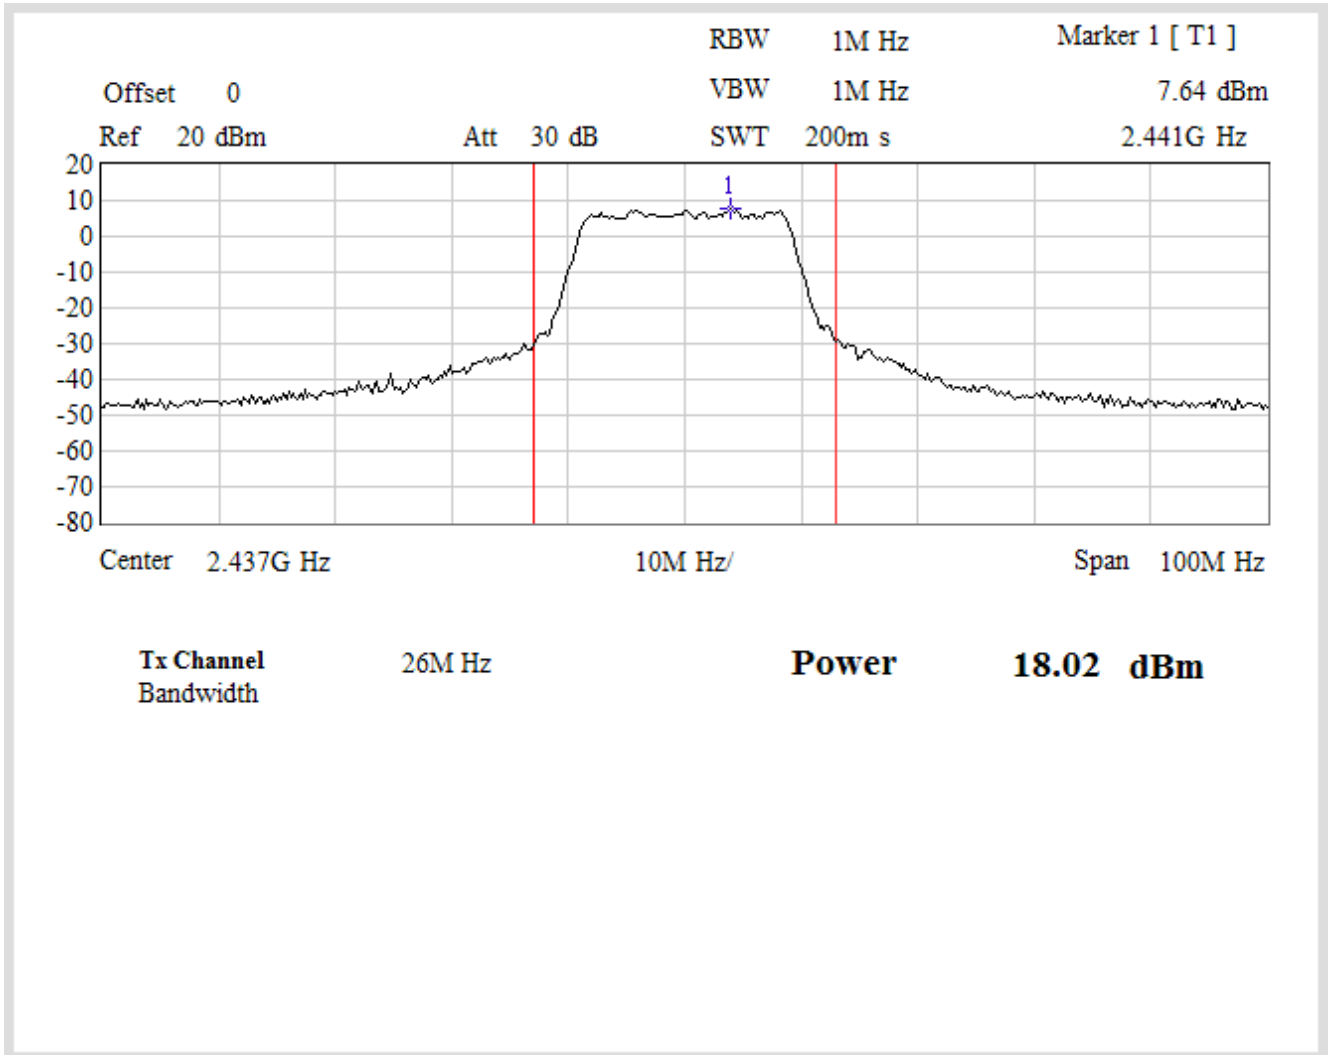 RBW 1M Hz Marker 1 [ T1 ]
Offset 0 VBW 1M Hz 7.64 dBm
Ref 20 dBm Att 30 dB SWT 200m s 2.441G Hz
20
10
0
-10
-20
-30
-40
-50
-60
-70
-80
1
Center 2.437G Hz 10M Hz/ Span 100M Hz
Tx Channel 26M Hz Power 18.02 dBm
Bandwidth